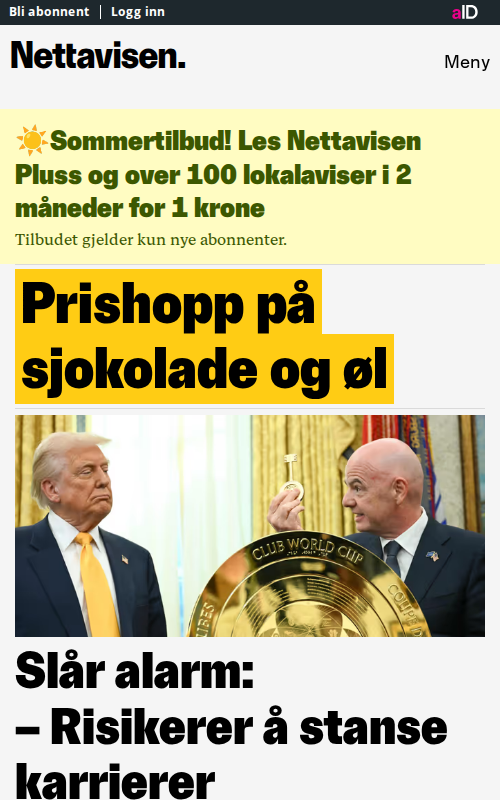 Bli abonnent | Logg inn
aID
Nettavisen.
Meny
☀️Sommertilbud! Les Nettavisen
Pluss og over 100 lokalaviser i 2
måneder for 1 krone
Tilbudet gjelder kun nye abonnenter.
Prishopp på
sjokolade og øl
CLUB WORLD CUP
Slår alarm:
– Risikerer å stanse
karrierer